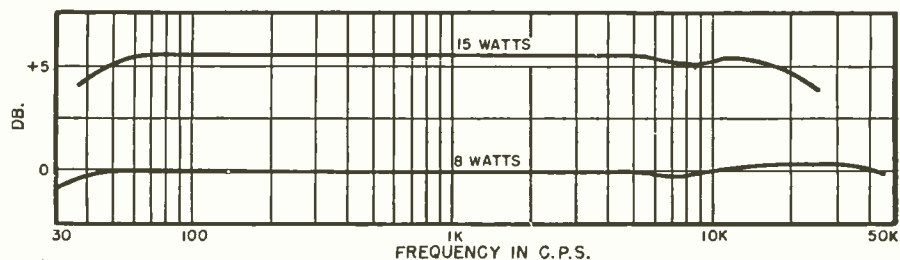 15 WATTS
+5
DB.
8 WATTS
0
30 100 1K 10K 50K
FREQUENCY IN C.P.S.